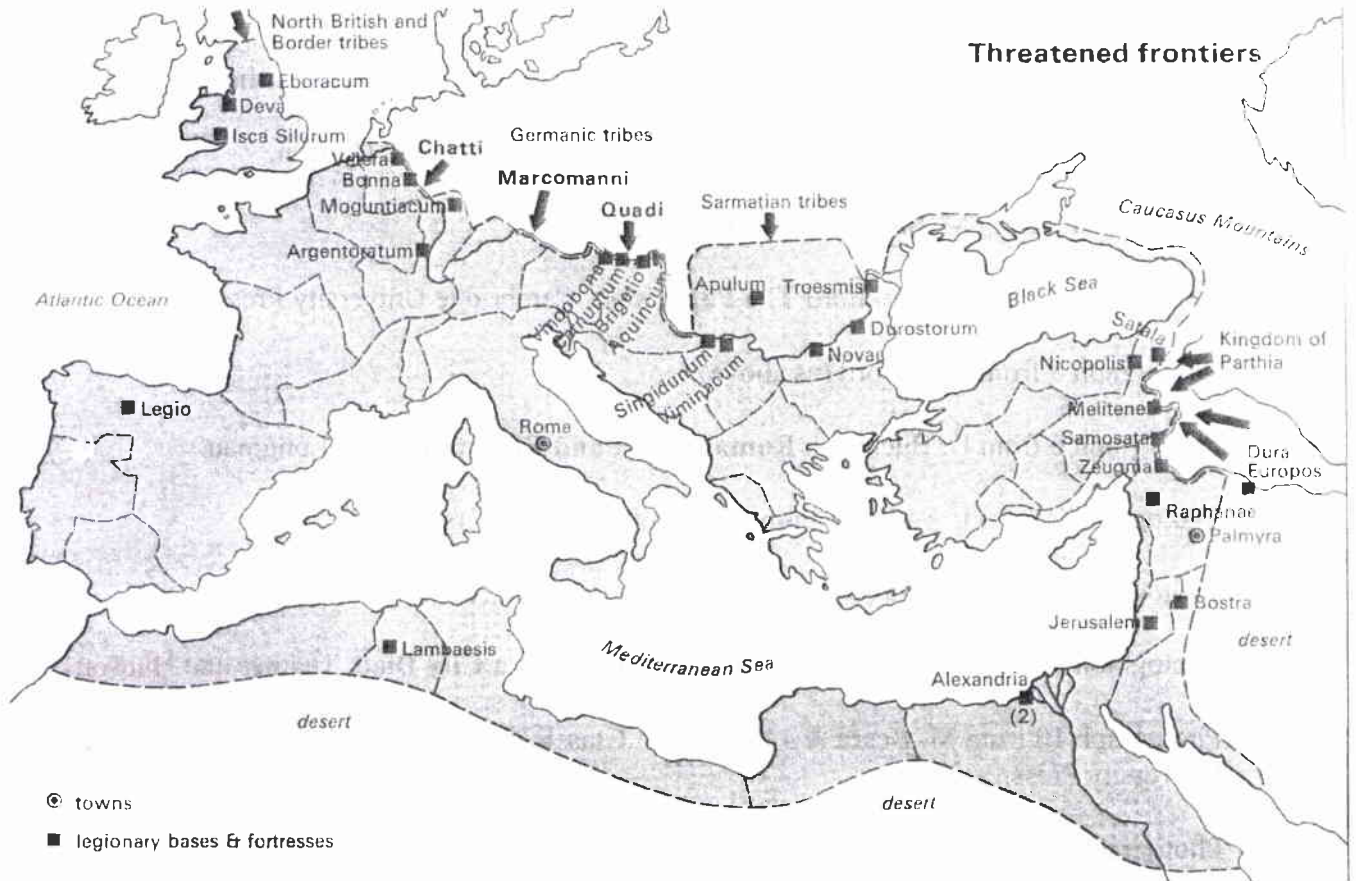 Threatened frontiers
North British and
Border tribes
Eboracum
Deva
Isca Silurum
Germanic tribes
Chatti
Vetera
Bonna
Marcomanni
Moguntiacum
Quadi
Sarmatian tribes
Argentoratum
Caucasus Mountains
Atlantic Ocean
Vindobona
Brigetio
Aquincum
Apulum
Troesmis
Black Sea
Durostorum
Satala
Kingdom of
Parthia
Singidunum
Viminacum
Novae
Nicopolis
Legio
Melitene
Rome
Samosata
Dura
Europos
Zeugma
Raphanae
Palmyra
Bostra
Jerusalem
desert
Lambaesis
Mediterranean Sea
Alexandria
(2)
desert
desert
towns
legionary bases & fortresses